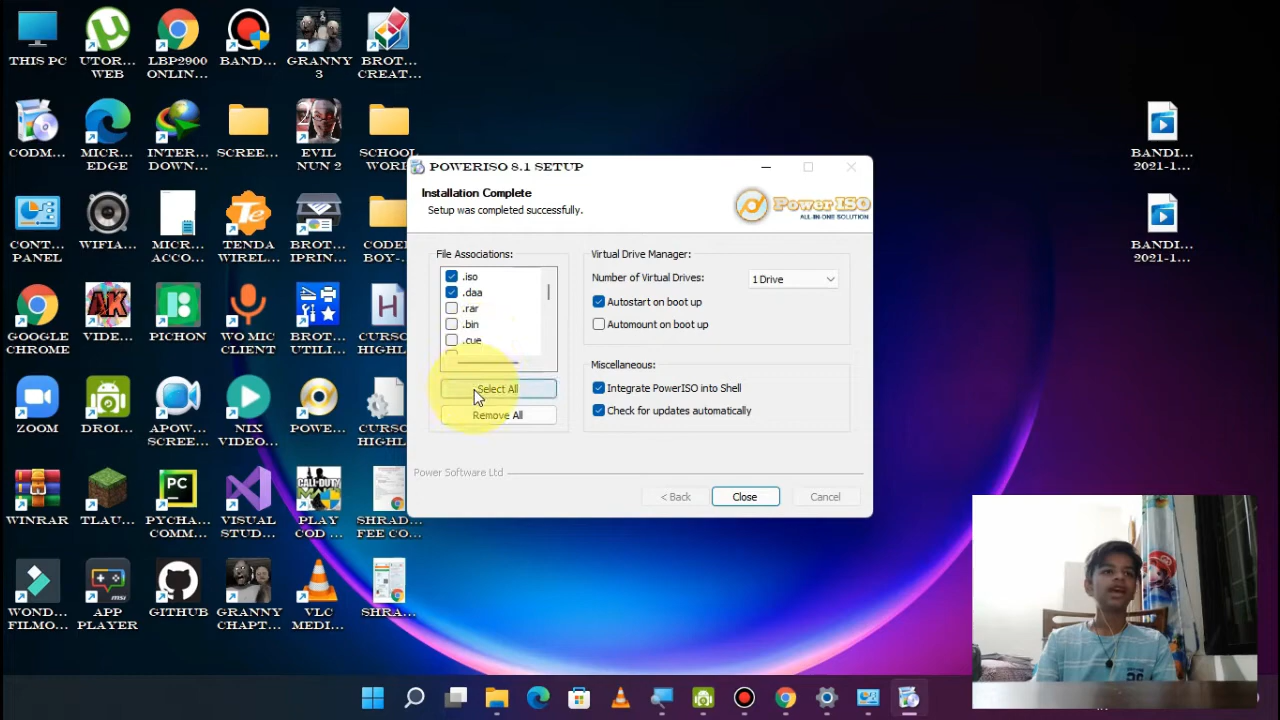 THIS PC
UTOR...
WEB
LBP2900
ONLIN...
BAND...
GRANNY
3
BROT...
CREAT...
CODM...
MICR...
EDGE
INTER...
DOWN...
SCREE...
EVIL
NUN 2
SCHOOL
WORD
CONT...
PANEL
WIFIA...
MICR...
ACCO...
TENDA
WIREL...
BROT...
IPRIN...
CODE
BOY-...
GOOGLE
CHROME
VIDE...
PICHON
WO MIC
CLIENT
BROT...
UTILI...
CURSO
HIGHL
ZOOM
DROI...
APOW...
SCREE...
NIX
VIDEO...
POWE...
CURSO
HIGHL
WINRAR
TLAU...
PYCHA...
COMM...
VISUAL
STUD...
PLAY
COD ...
SHRAD...
FEE CO...
WOND...
FILMO...
APP
PLAYER
GITHUB
GRANNY
CHAPT...
VLC
MEDI...
SHRA...
BANDI...
2021-1...
BANDI...
2021-1...
POWERISO 8.1 SETUP
Installation Complete
Setup was completed successfully.
Power ISO
ALL-IN-ONE SOLUTION
File Associations:
.iso
.daa
.rar
.bin
.cue
Select All
Remove All
Virtual Drive Manager:
Number of Virtual Drives:
1 Drive
Autostart on boot up
Automount on boot up
Miscellaneous:
Integrate PowerISO into Shell
Check for updates automatically
Power Software Ltd
< Back
Close
Cancel